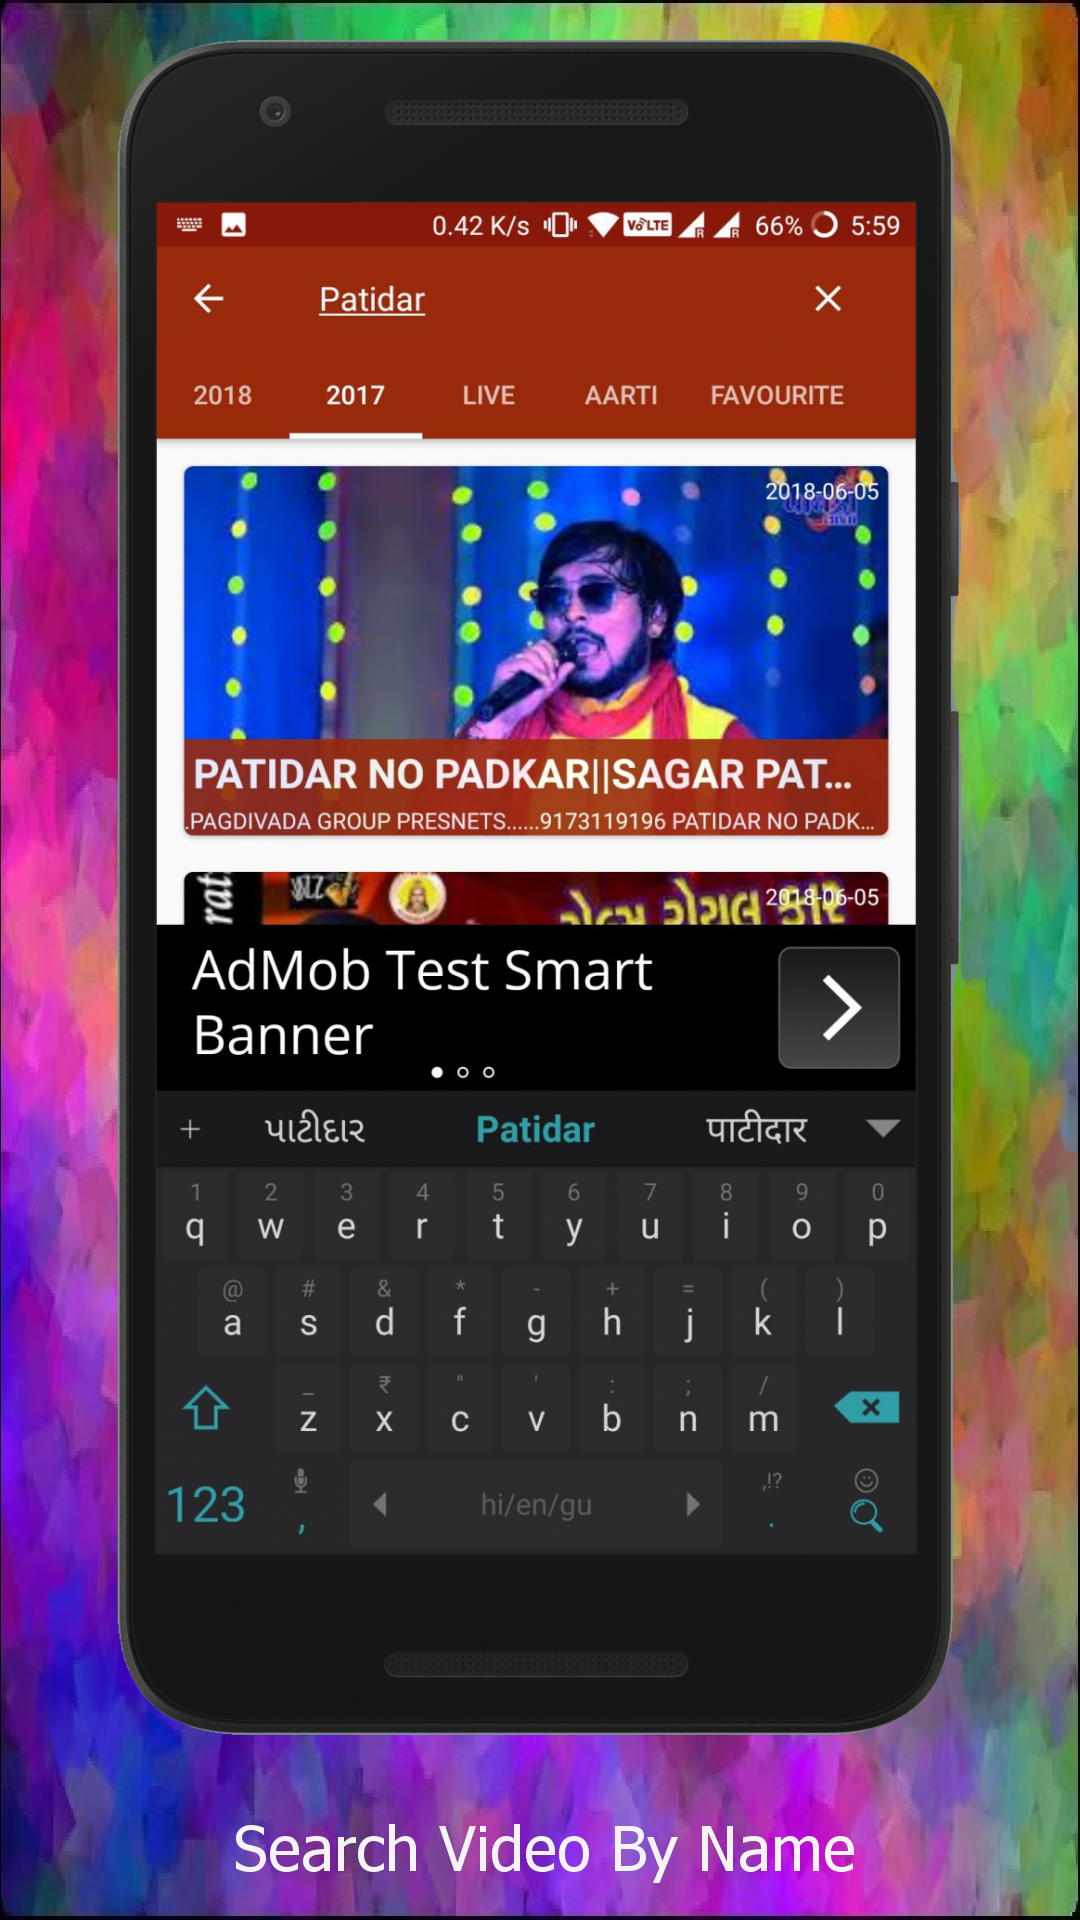 0.42 K/s VoLTE R R 66% 5:59
Patidar
2018 2017 LIVE AARTI FAVOURITE
2018-06-05
PATIDAR NO PADKAR||SAGAR PAT...
.PAGDIVADA GROUP PRESNETS......9173119196 PATIDAR NO PADK...
2018-06-05
AdMob Test Smart
Banner
+ પાટીદાર Patidar पाटीदार
1 2 3 4 5 6 7 8 9 0
q w e r t y u i o p
@ # & * - + = ( )
a s d f g h j k l
_ ₹ " ' : ; /
z x c v b n m
,!?
123 , hi/en/gu .
Search Video By Name